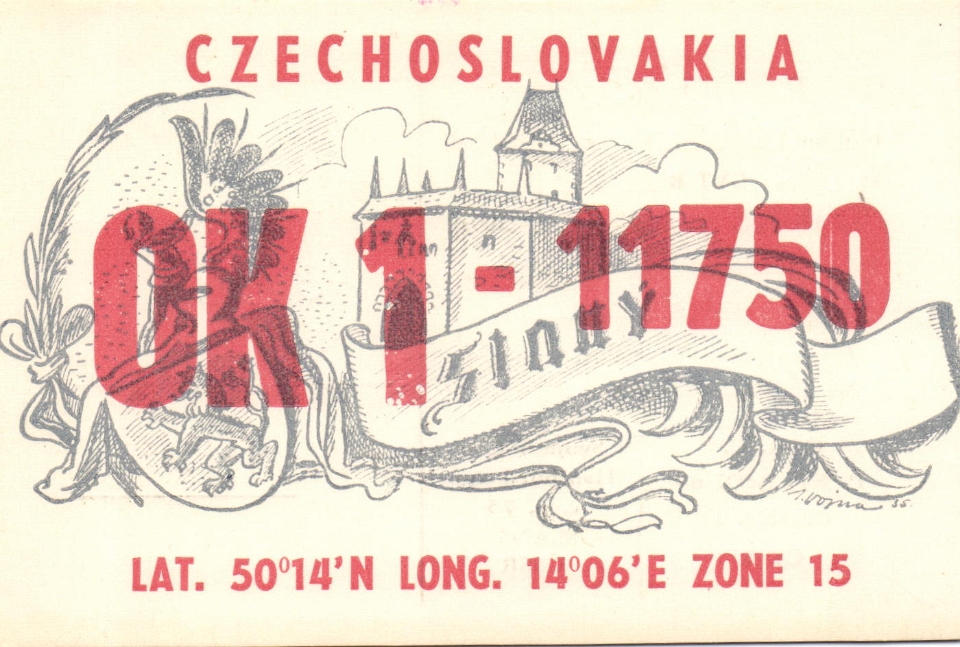 CZECHOSLOVAKIA
OK 1-11750
Slaný
LAT. 50°14'N LONG. 14°06'E ZONE 15